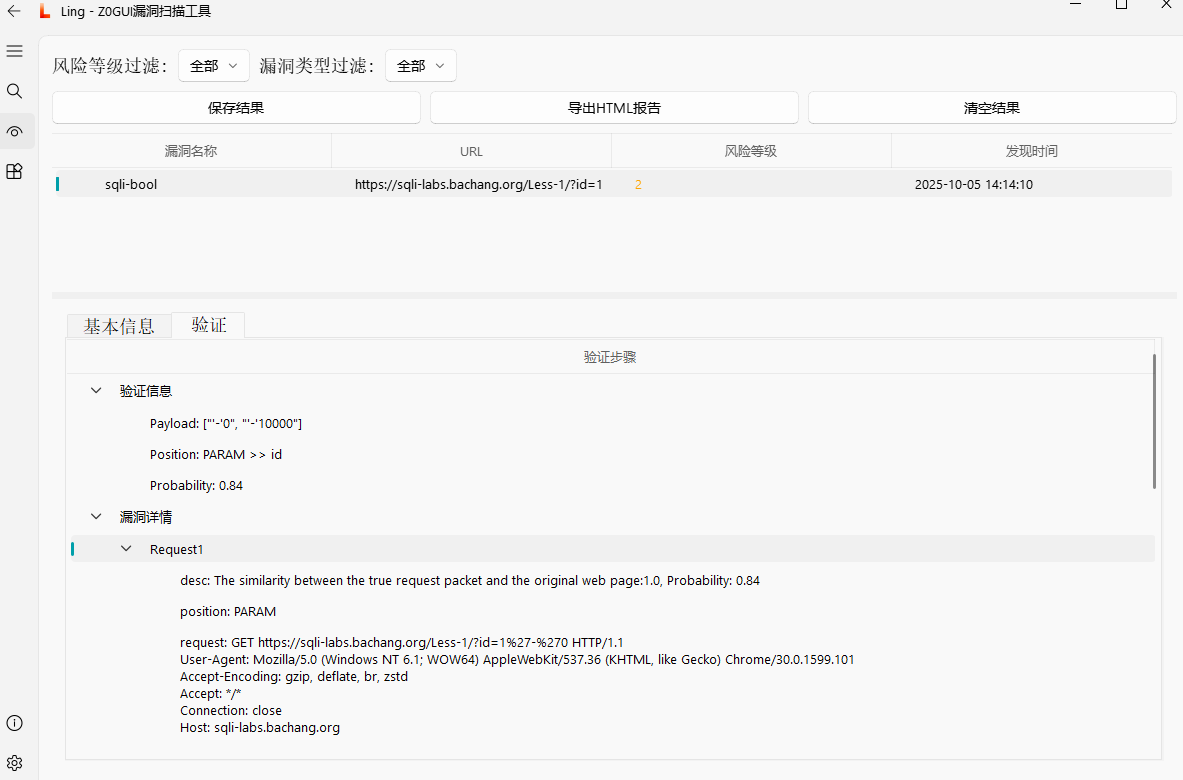 Ling - Z0GUI漏洞扫描工具
风险等级过滤： 全部 漏洞类型过滤： 全部
保存结果 导出HTML报告 清空结果
漏洞名称 URL 风险等级 发现时间
sqli-bool https://sqli-labs.bachang.org/Less-1/?id=1 2 2025-10-05 14:14:10
基本信息 验证
验证步骤
验证信息
Payload: ["'-'0", "'-'10000"]
Position: PARAM >> id
Probability: 0.84
漏洞详情
Request1
desc: The similarity between the true request packet and the original web page:1.0, Probability: 0.84
position: PARAM
request: GET https://sqli-labs.bachang.org/Less-1/?id=1%27-%270 HTTP/1.1
User-Agent: Mozilla/5.0 (Windows NT 6.1; WOW64) AppleWebKit/537.36 (KHTML, like Gecko) Chrome/30.0.1599.101
Accept-Encoding: gzip, deflate, br, zstd
Accept: */*
Connection: close
Host: sqli-labs.bachang.org